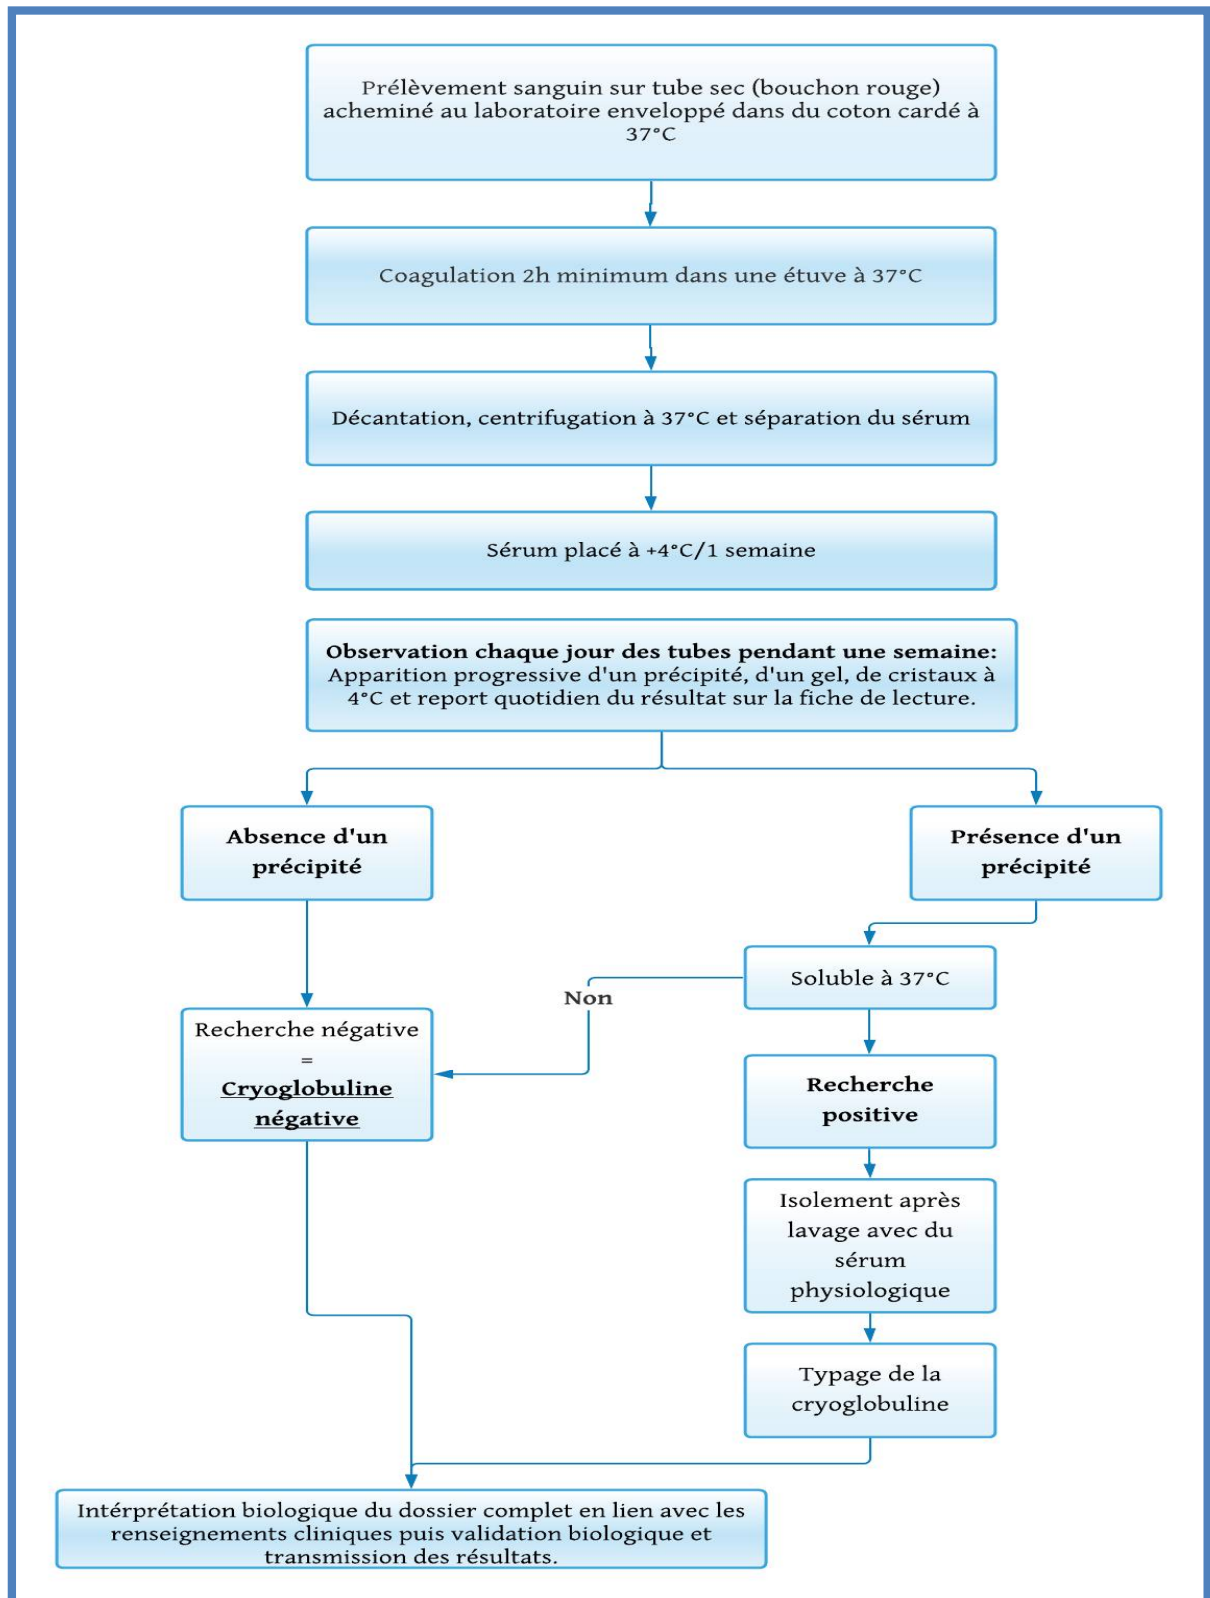 Prélèvement sanguin sur tube sec (bouchon rouge)
acheminé au laboratoire enveloppé dans du coton cardé à
37°C
Coagulation 2h minimum dans une étuve à 37°C
Décantation, centrifugation à 37°C et séparation du sérum
Sérum placé à +4°C/1 semaine
Observation chaque jour des tubes pendant une semaine:
Apparition progressive d'un précipité, d'un gel, de cristaux à
4°C et report quotidien du résultat sur la fiche de lecture.
Absence d'un
précipité
Présence d'un
précipité
Soluble à 37°C
Non
Recherche négative
=
Cryoglobuline
négative
Recherche
positive
Isolement après
lavage avec du
sérum
physiologique
Typage de la
cryoglobuline
Intérprétation biologique du dossier complet en lien avec les
renseignements cliniques puis validation biologique et
transmission des résultats.